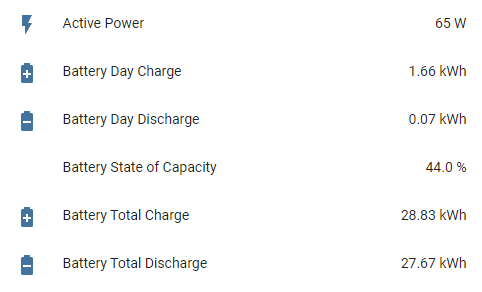 Active Power 65 W
Battery Day Charge 1.66 kWh
Battery Day Discharge 0.07 kWh
Battery State of Capacity 44.0 %
Battery Total Charge 28.83 kWh
Battery Total Discharge 27.67 kWh